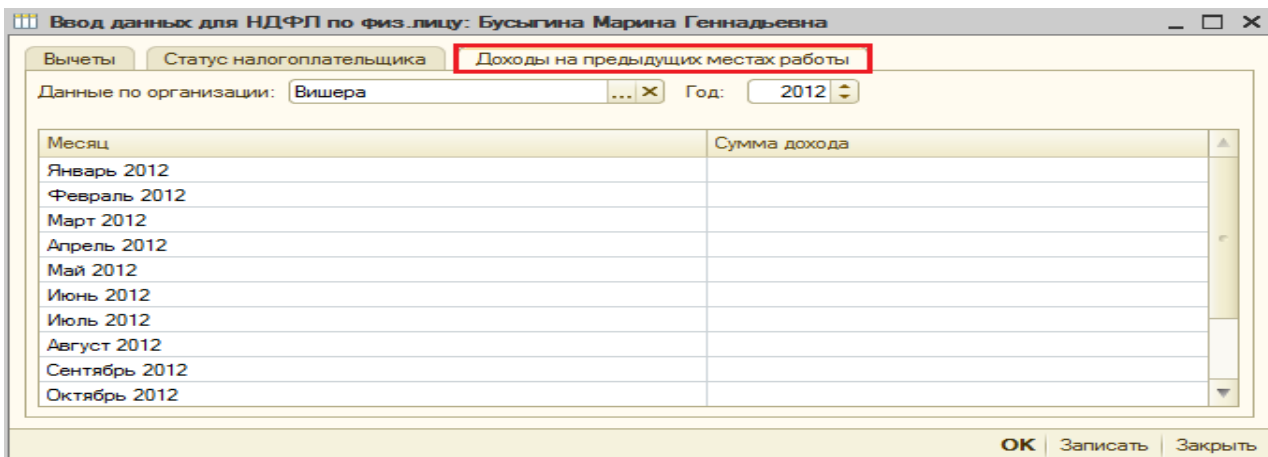 Ввод данных для НДФЛ по физ.лицу: Бусыгина Марина Геннадьевна
Вычеты Статус налогоплательщика Доходы на предыдущих местах работы
Данные по организации: Вишера ... Год: 2012
Месяц Сумма дохода
Январь 2012
Февраль 2012
Март 2012
Апрель 2012
Май 2012
Июнь 2012
Июль 2012
Август 2012
Сентябрь 2012
Октябрь 2012
OK Записать Закрыть